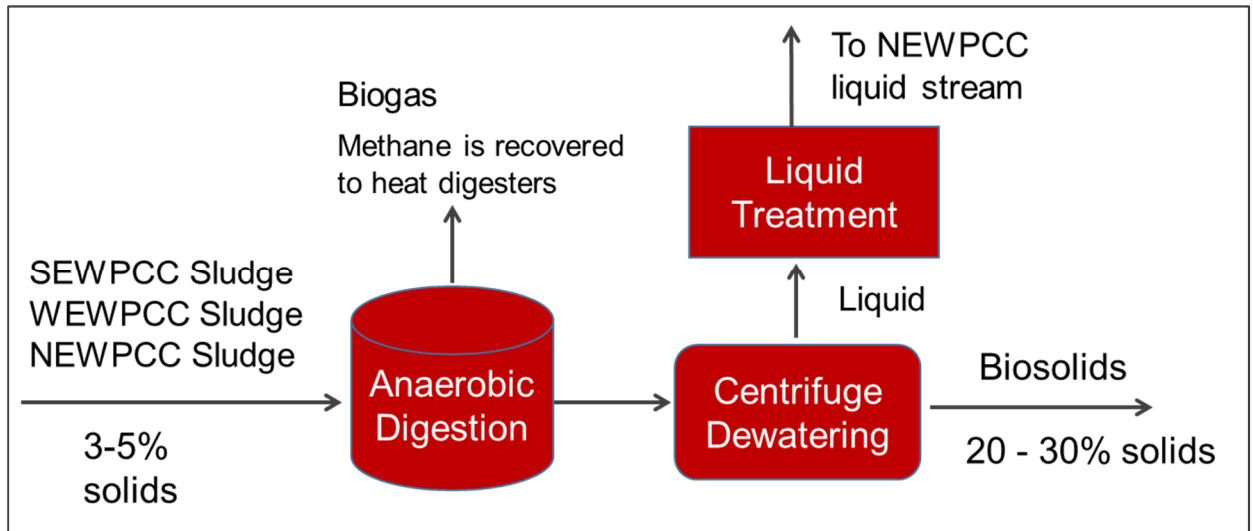 To NEWPCC
liquid stream
Biogas
Methane is recovered
to heat digesters
Liquid
Treatment
SEWPCC Sludge
WEWPCC Sludge
NEWPCC Sludge
Liquid
Anaerobic
Digestion
Centrifuge
Dewatering
Biosolids
3-5%
solids
20 - 30% solids